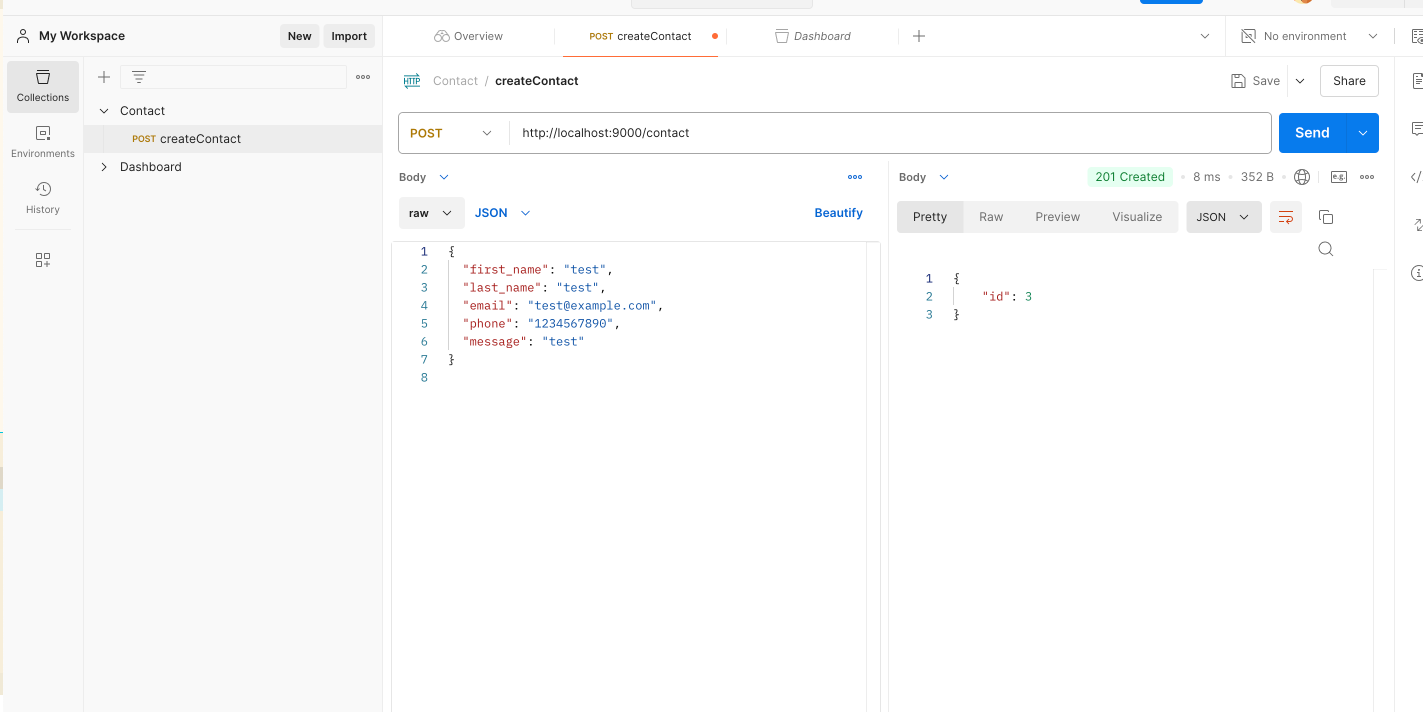 My Workspace
New
Import
Overview
POST createContact
Dashboard
No environment
Collections
Environments
History
Contact
POST createContact
Dashboard
HTTP
Contact / createContact
Save
Share
POST
http://localhost:9000/contact
Send
Body
raw
JSON
Beautify
1 {
2 "first_name": "test",
3 "last_name": "test",
4 "email": "test@example.com",
5 "phone": "1234567890",
6 "message": "test"
7 }
8
Body
201 Created • 8 ms • 352 B •
e.g.
Pretty
Raw
Preview
Visualize
JSON
1 {
2 "id": 3
3 }